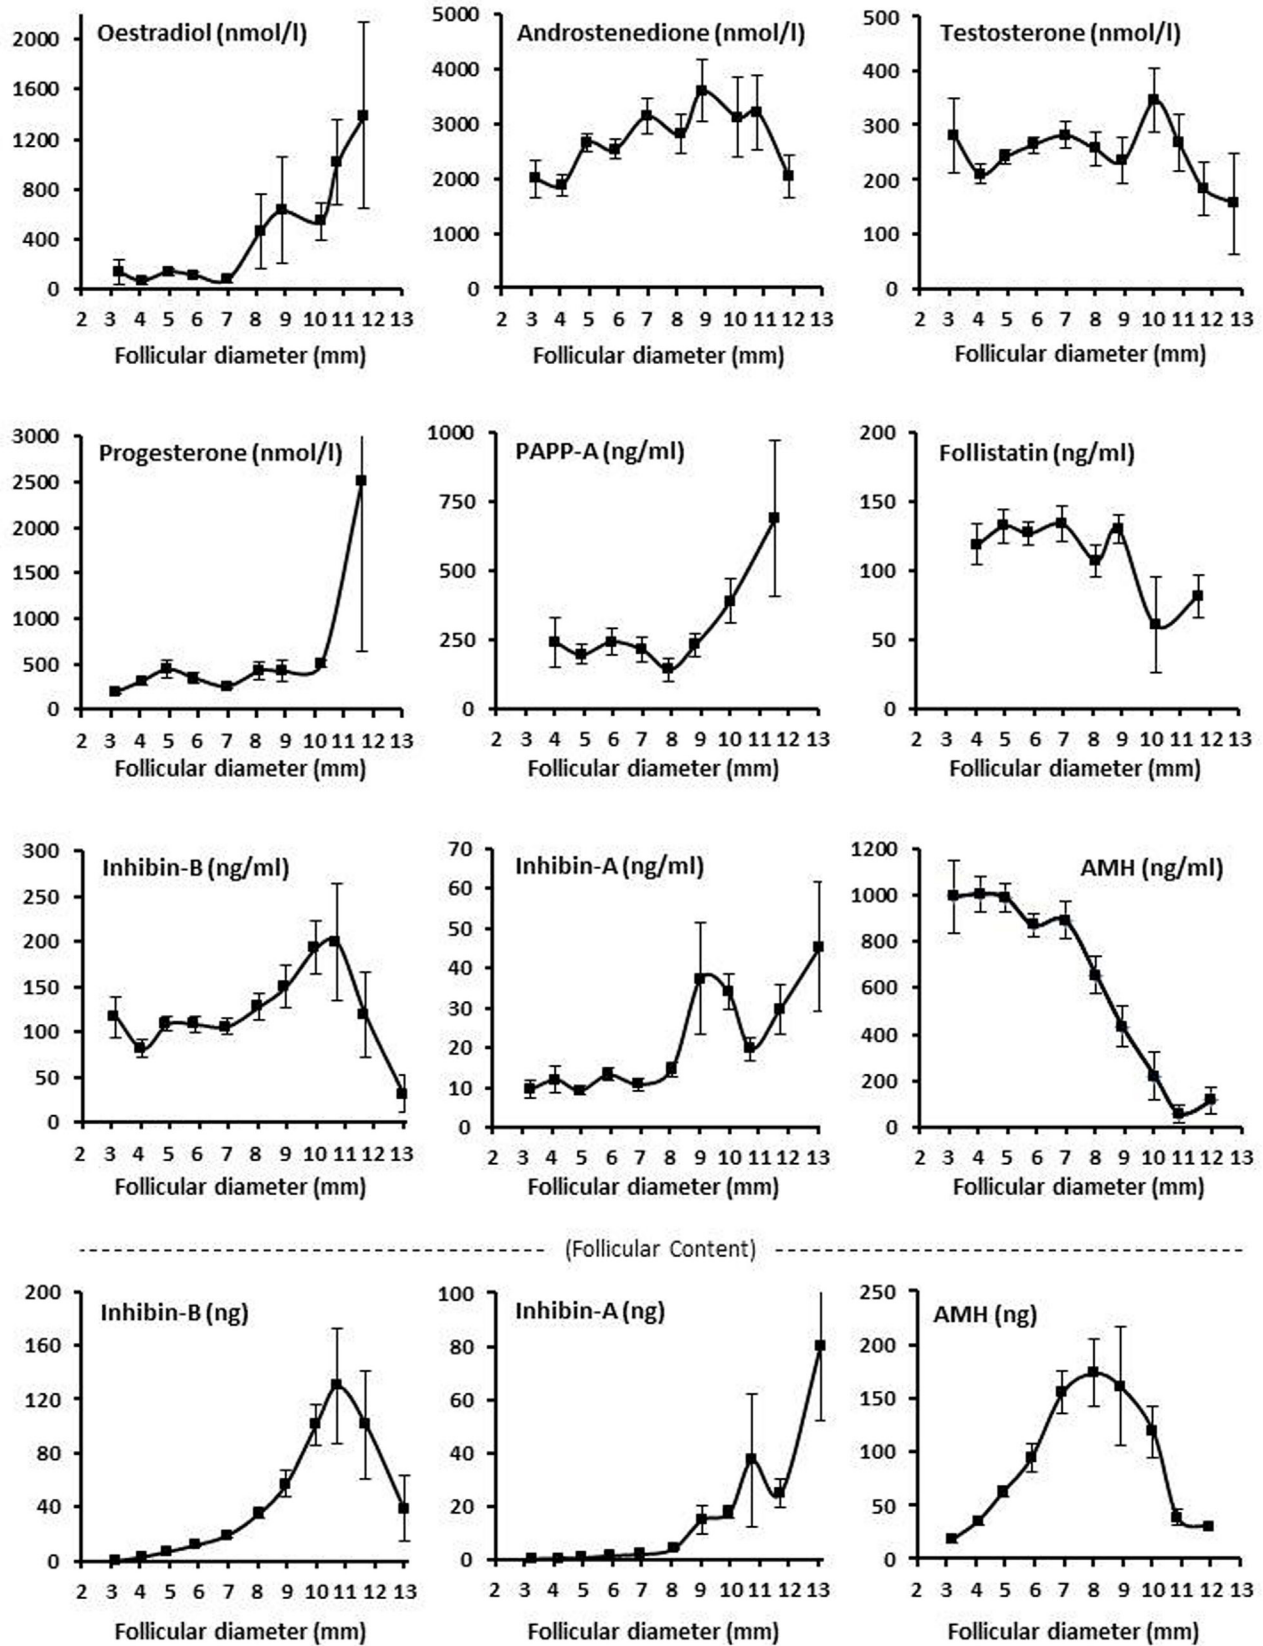 Oestradiol (nmol/l)
2000
1600
1200
800
400
0
2 3 4 5 6 7 8 9 10 11 12 13
Follicular diameter (mm)
Androstenedione (nmol/l)
5000
4000
3000
2000
1000
0
2 3 4 5 6 7 8 9 10 11 12 13
Follicular diameter (mm)
Testosterone (nmol/l)
500
400
300
200
100
0
2 3 4 5 6 7 8 9 10 11 12 13
Follicular diameter (mm)
Progesterone (nmol/l)
3000
2500
2000
1500
1000
500
0
2 3 4 5 6 7 8 9 10 11 12 13
Follicular diameter (mm)
PAPP-A (ng/ml)
1000
750
500
250
0
2 3 4 5 6 7 8 9 10 11 12 13
Follicular diameter (mm)
Follistatin (ng/ml)
200
150
100
50
0
2 3 4 5 6 7 8 9 10 11 12 13
Follicular diameter (mm)
Inhibin-B (ng/ml)
300
250
200
150
100
50
0
2 3 4 5 6 7 8 9 10 11 12 13
Follicular diameter (mm)
Inhibin-A (ng/ml)
70
60
50
40
30
20
10
0
2 3 4 5 6 7 8 9 10 11 12 13
Follicular diameter (mm)
AMH (ng/ml)
1200
1000
800
600
400
200
0
2 3 4 5 6 7 8 9 10 11 12 13
Follicular diameter (mm)
(Follicular Content)
Inhibin-B (ng)
200
160
120
80
40
0
2 3 4 5 6 7 8 9 10 11 12 13
Follicular diameter (mm)
Inhibin-A (ng)
100
80
60
40
20
0
2 3 4 5 6 7 8 9 10 11 12 13
Follicular diameter (mm)
AMH (ng)
250
200
150
100
50
0
2 3 4 5 6 7 8 9 10 11 12 13
Follicular diameter (mm)